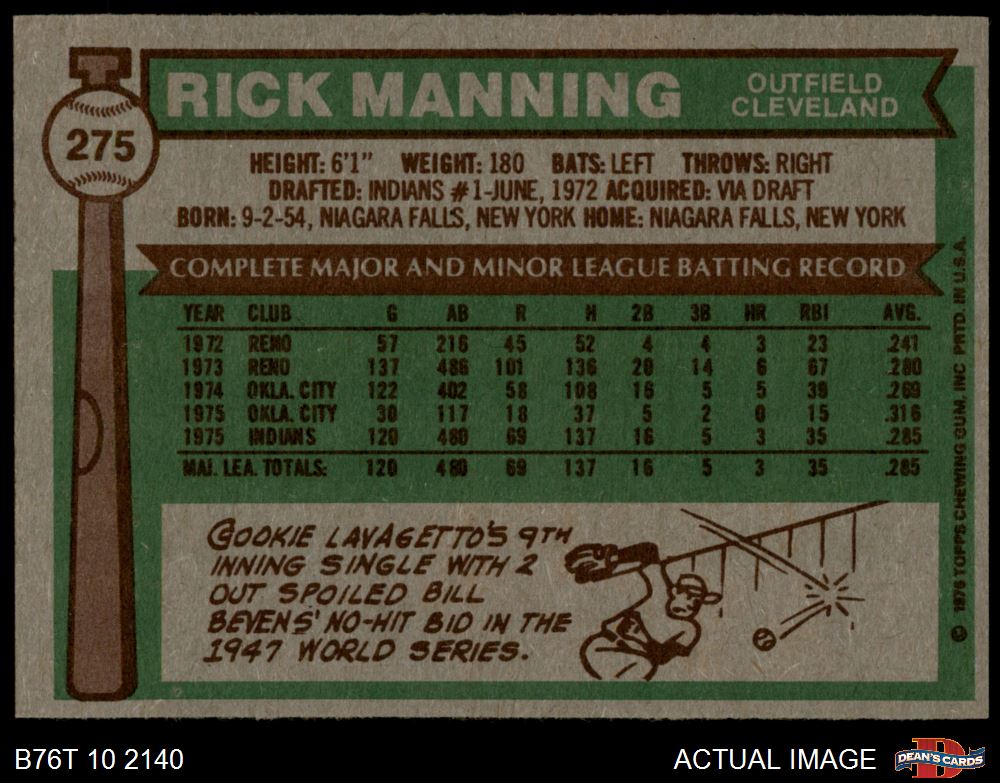 275
RICK MANNING
OUTFIELD
CLEVELAND
HEIGHT: 6'1" WEIGHT: 180 BATS: LEFT THROWS: RIGHT
DRAFTED: INDIANS #1-JUNE, 1972 ACQUIRED: VIA DRAFT
BORN: 9-2-54, NIAGARA FALLS, NEW YORK HOME: NIAGARA FALLS, NEW YORK
COMPLETE MAJOR AND MINOR LEAGUE BATTING RECORD
YEAR CLUB G AB R H 2B 3B HR RBI AVG.
1972 RENO 57 216 45 52 4 4 3 23 .241
1973 RENO 137 486 101 136 20 14 6 67 .280
1974 OKLA. CITY 122 402 58 108 16 5 5 39 .269
1975 OKLA. CITY 30 117 18 37 5 2 0 15 .316
1975 INDIANS 120 480 69 137 16 5 3 35 .285
MAJ. LEA. TOTALS: 120 480 69 137 16 5 3 35 .285
COOKIE LAVAGETTO'S 9TH
INNING SINGLE WITH 2
OUT SPOILED BILL
BEVENS' NO-HIT BID IN THE
1947 WORLD SERIES.
© 1976 TOPPS CHEWING GUM, INC PRTD. IN U.S.A.
B76T 10 2140
ACTUAL IMAGE
DEAN'S CARDS